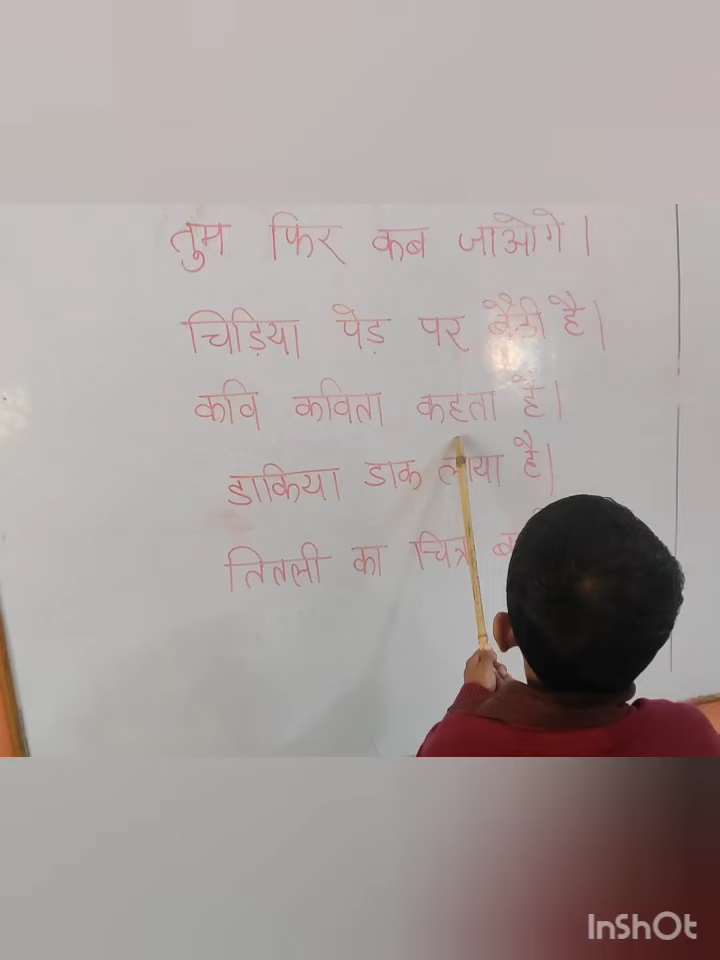 तुम फिर कब जाओगे।
चिड़िया पेड़ पर बैठी है।
कवि कविता कहता है।
डाकिया डाक लाया है।
तितली का चित्र
InShOt